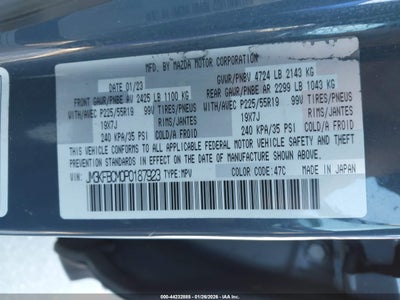 MFD. BY MAZDA MOTOR CORPORATION
DATE 01/23 GVWR/PNBV 4724 LB 2143 KG
FRONT GAWR/PNBE AV 2425 LB 1100 KG REAR GAWR/PNBE AR 2299 LB 1043 KG
WITH/AVEC P225/55R19 99V TIRES/PNEUS WITH/AVEC P225/55R19 99V TIRES/PNEUS
19X7J RIMS/JANTES 19X7J RIMS/JANTES
240 KPA/35 PSI COLD/A FROID 240 KPA/35 PSI COLD/A FROID
THIS VEHICLE CONFORMS TO ALL APPLICABLE FEDERAL MOTOR VEHICLE SAFETY, BUMPER,
AND THEFT PREVENTION STANDARDS IN EFFECT ON THE DATE OF MANUFACTURE SHOWN ABOVE.
VIN: JM3KFBCM0P0187923 TYPE: MPV COLOR CODE: 47C MADE IN JAPAN
000-44232885 - 01/26/2026 - IAA Inc.